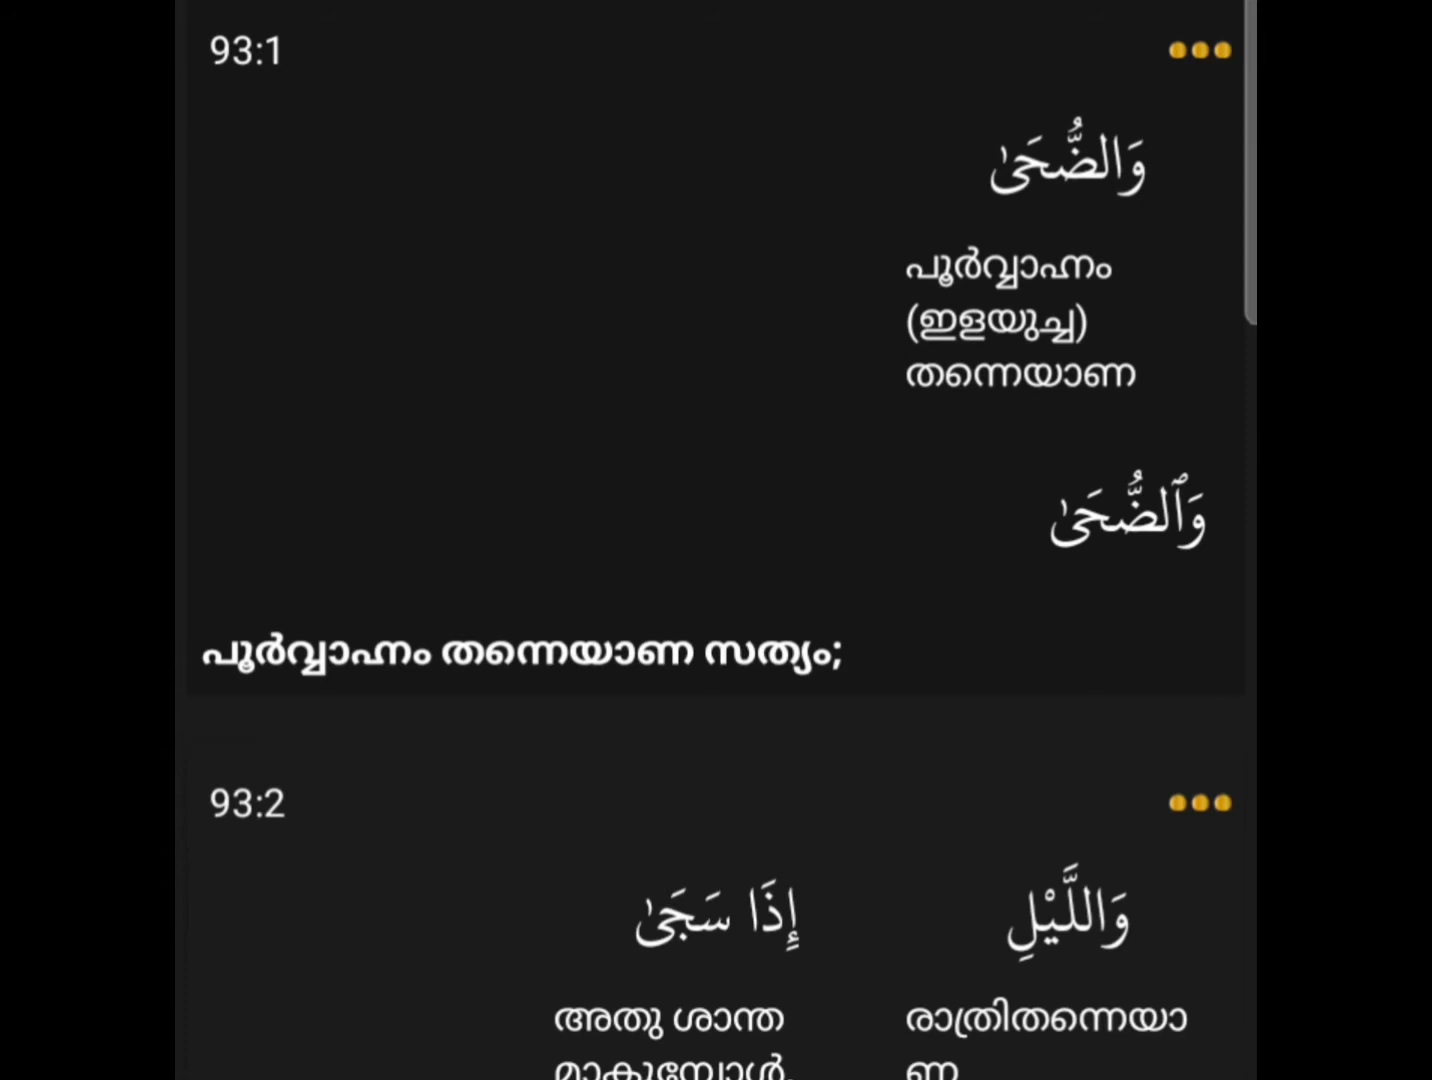 93:1
وَالضُّحَىٰ
പൂർവ്വാഹ്നം
(ഇളയുച്ച)
തന്നെയാണ
وَٱلضُّحَىٰ
പൂർവ്വാഹ്നം തന്നെയാണ സത്യം;
93:2
وَاللَّيْلِ إِذَا سَجَىٰ
രാത്രിതന്നെയാ
ണ
അതു ശാന്ത
മാകുമ്പോൾ.